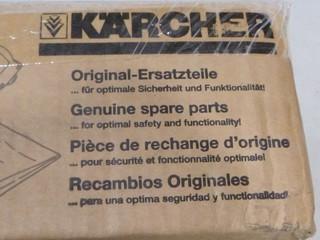 KÄRCHER
Original-Ersatzteile
... für optimale Sicherheit und Funktionalität!
Genuine spare parts
... for optimal safety and functionality!
Pièce de rechange d'origine
... pour sécurité et fonctionnalité optimale!
Recambios Originales
... para una optima seguridad y funcionalidad!